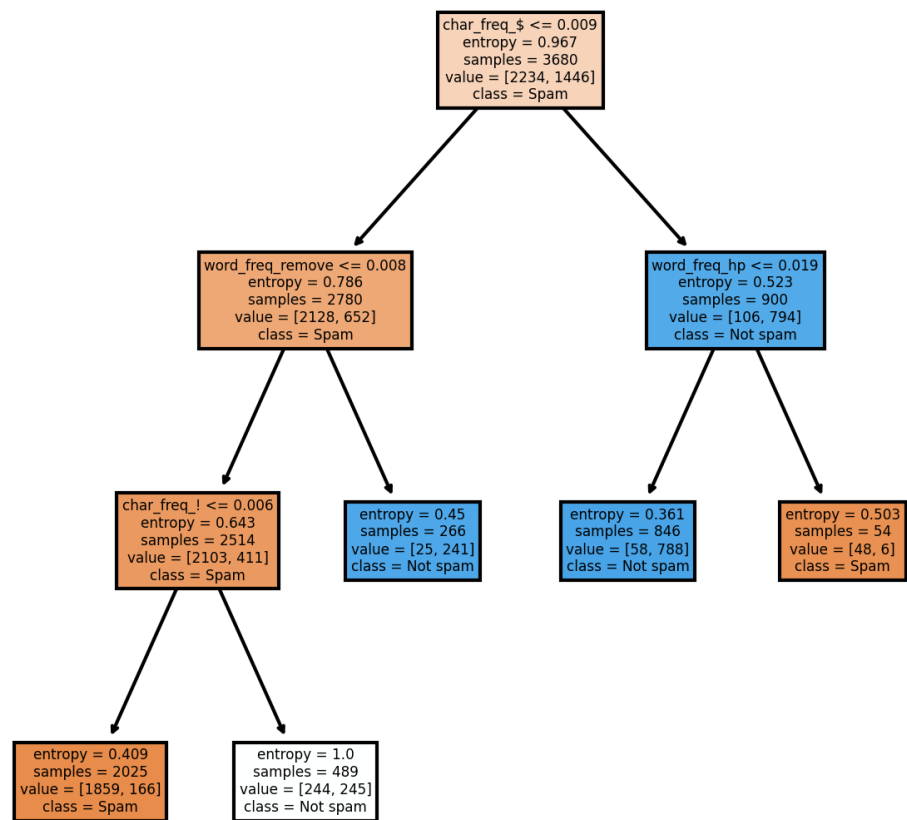 char_freq_$ <= 0.009
entropy = 0.967
samples = 3680
value = [2234, 1446]
class = Spam
word_freq_remove <= 0.008
entropy = 0.786
samples = 2780
value = [2128, 652]
class = Spam
word_freq_hp <= 0.019
entropy = 0.523
samples = 900
value = [106, 794]
class = Not spam
char_freq_! <= 0.006
entropy = 0.643
samples = 2514
value = [2103, 411]
class = Spam
entropy = 0.45
samples = 266
value = [25, 241]
class = Not spam
entropy = 0.361
samples = 846
value = [58, 788]
class = Not spam
entropy = 0.503
samples = 54
value = [48, 6]
class = Spam
entropy = 0.409
samples = 2025
value = [1859, 166]
class = Spam
entropy = 1.0
samples = 489
value = [244, 245]
class = Not spam